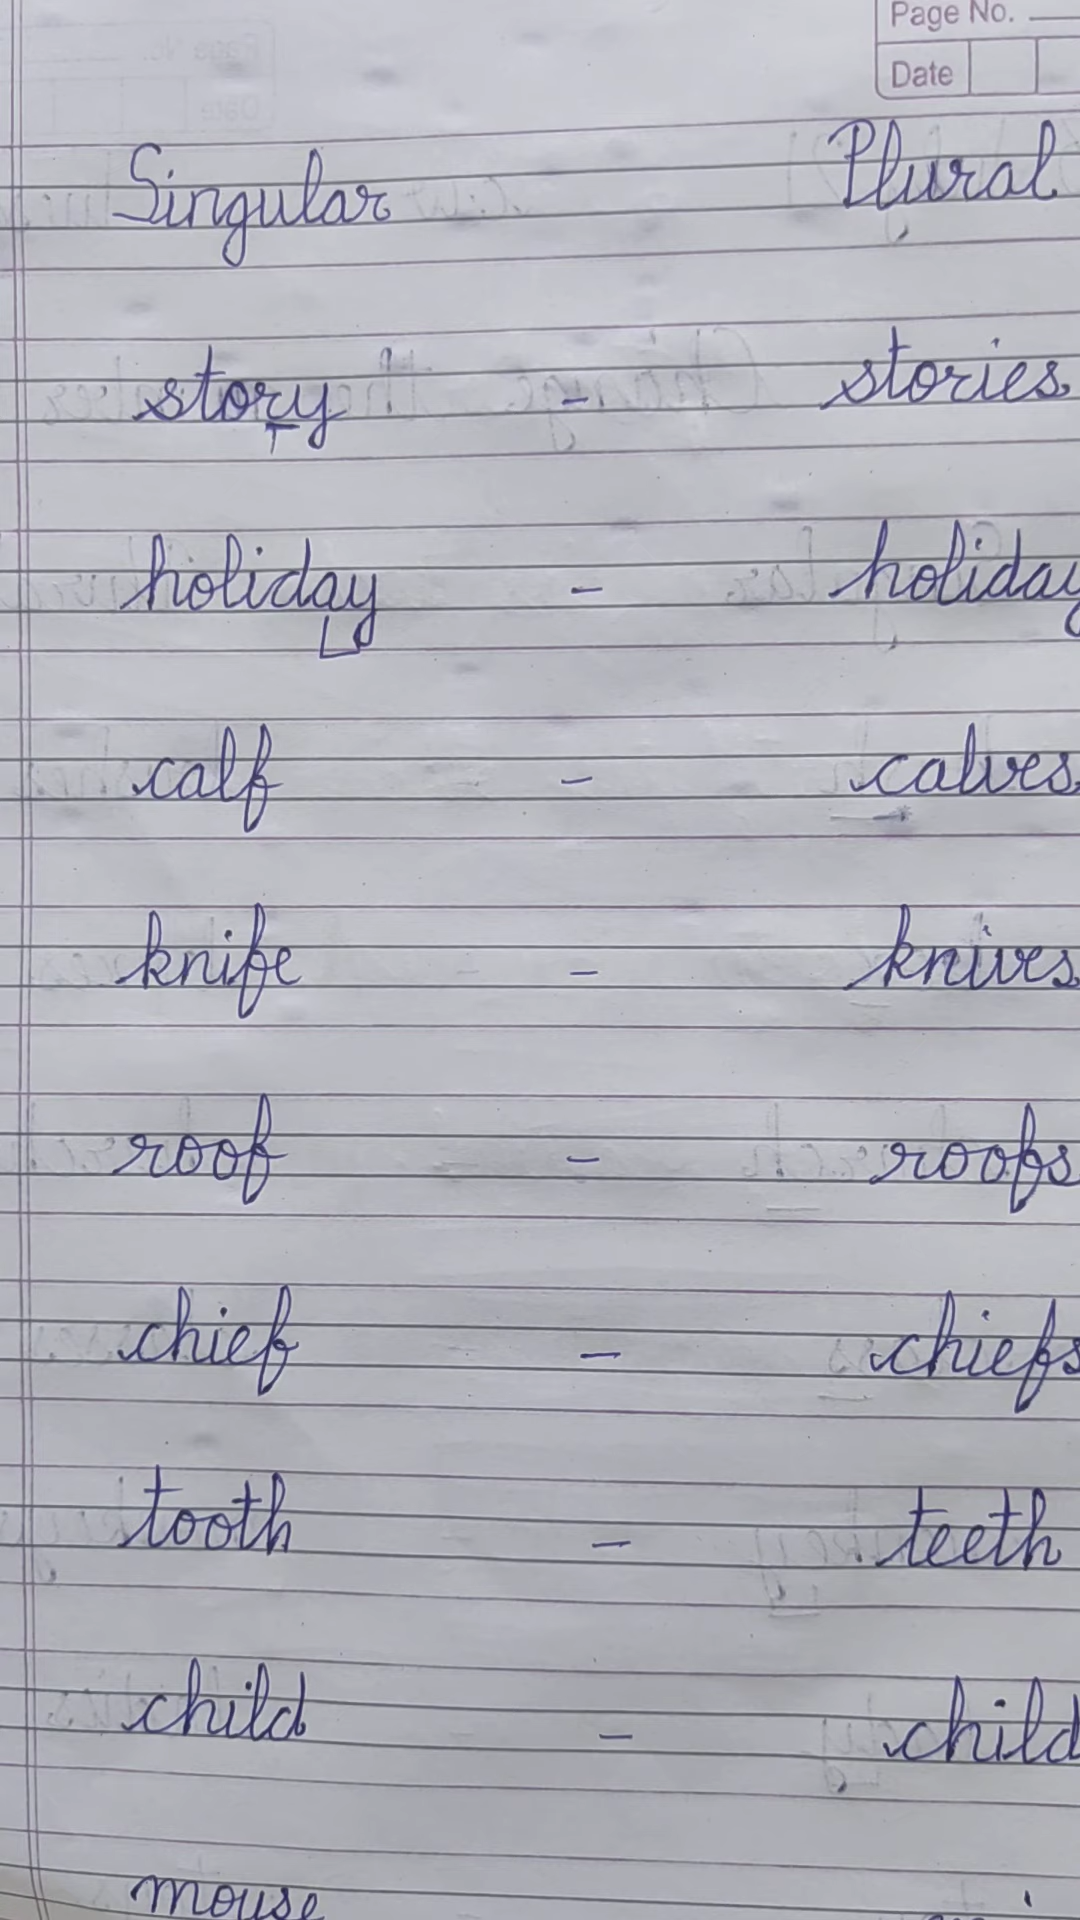 Page No.
Date
Singular Plural
story - stories
holiday - holiday
calf - calves
knife - knives
roof - roofs
chief - chiefs
tooth - teeth
child - child
mouse